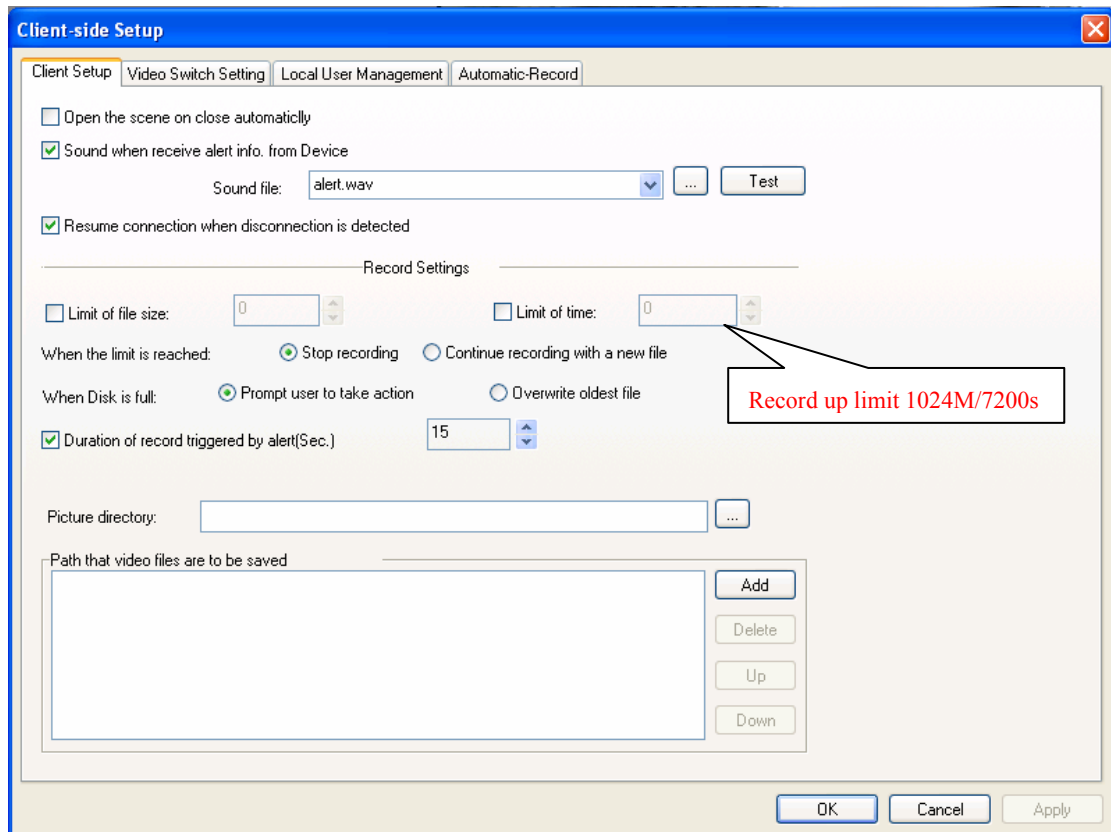 Client-side Setup
Client Setup Video Switch Setting Local User Management Automatic-Record
Open the scene on close automaticlly
Sound when receive alert info. from Device
Sound file: alert.wav ... Test
Resume connection when disconnection is detected
Record Settings
Limit of file size: 0 Limit of time: 0
When the limit is reached: Stop recording Continue recording with a new file
When Disk is full: Prompt user to take action Overwrite oldest file
Record up limit 1024M/7200s
Duration of record triggered by alert(Sec.) 15
Picture directory: ...
Path that video files are to be saved
Add
Delete
Up
Down
OK Cancel Apply